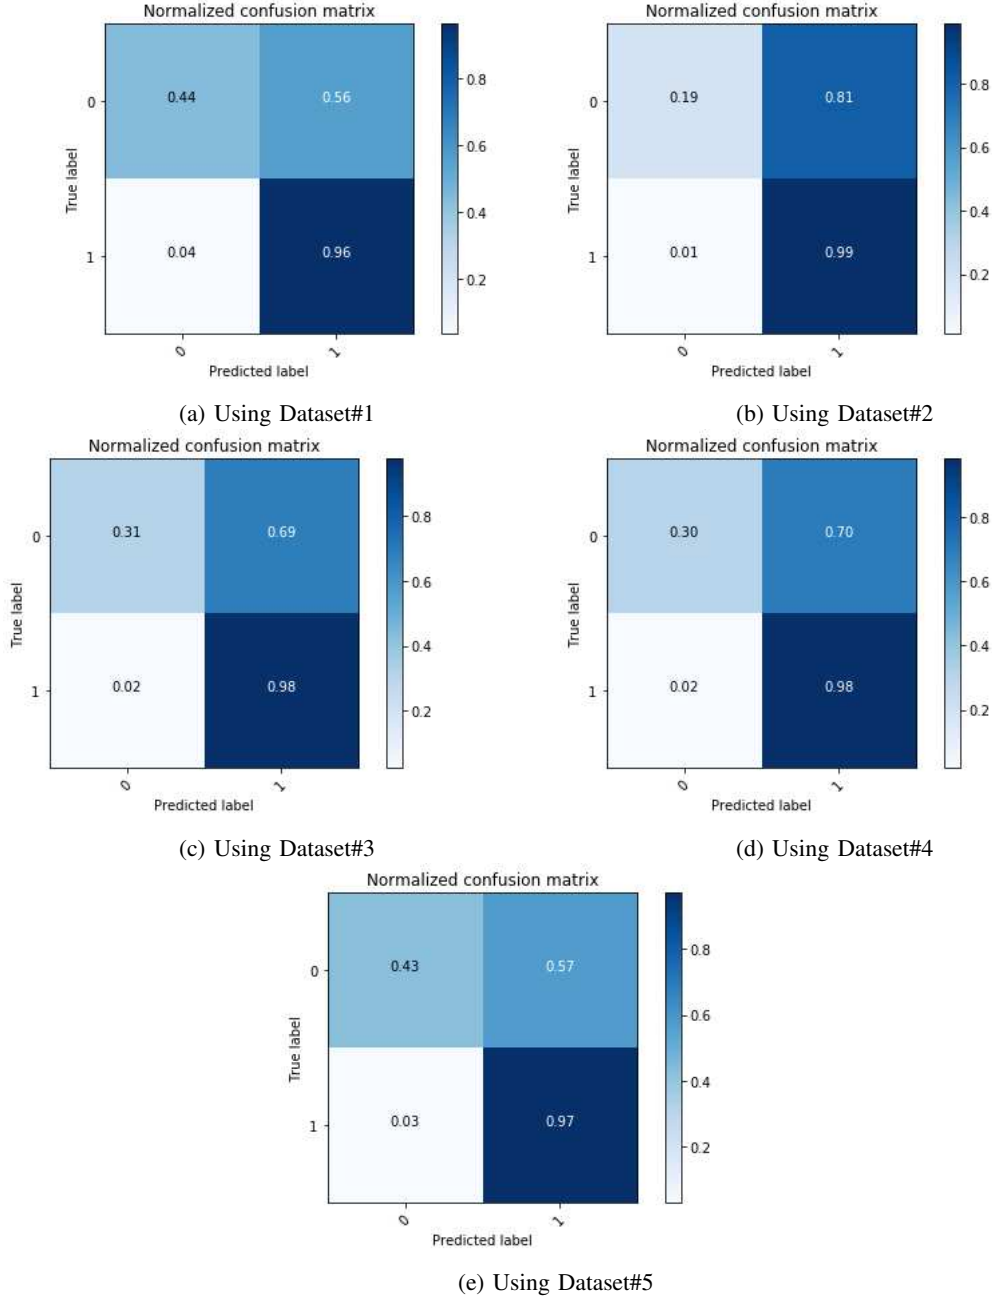 Normalized confusion matrix
0.44 0.56
0.04 0.96
0
1
True label
0 1
Predicted label
0.8
0.6
0.4
0.2
(a) Using Dataset#1
Normalized confusion matrix
0.19 0.81
0.01 0.99
0
1
True label
0 1
Predicted label
0.8
0.6
0.4
0.2
(b) Using Dataset#2
Normalized confusion matrix
0.31 0.69
0.02 0.98
0
1
True label
0 1
Predicted label
0.8
0.6
0.4
0.2
(c) Using Dataset#3
Normalized confusion matrix
0.30 0.70
0.02 0.98
0
1
True label
0 1
Predicted label
0.8
0.6
0.4
0.2
(d) Using Dataset#4
Normalized confusion matrix
0.43 0.57
0.03 0.97
0
1
True label
0 1
Predicted label
0.8
0.6
0.4
0.2
(e) Using Dataset#5